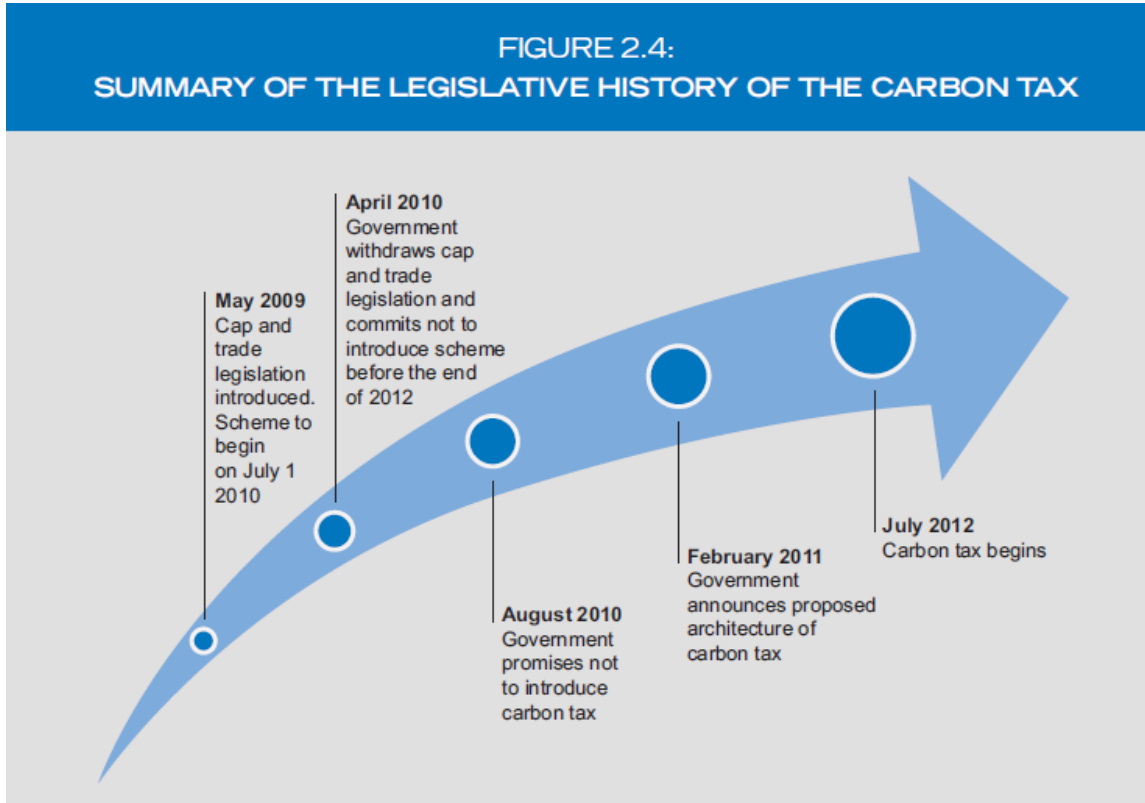 FIGURE 2.4:
SUMMARY OF THE LEGISLATIVE HISTORY OF THE CARBON TAX
May 2009
Cap and
trade
legislation
introduced.
Scheme to
begin
on July 1
2010
April 2010
Government
withdraws cap
and trade
legislation and
commits not to
introduce scheme
before the end
of 2012
August 2010
Government
promises not
to introduce
carbon tax
February 2011
Government
announces proposed
architecture of
carbon tax
July 2012
Carbon tax begins